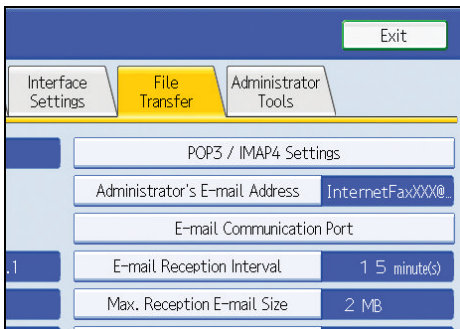 Exit
Interface
Settings
File
Transfer
Administrator
Tools
POP3 / IMAP4 Settings
Administrator's E-mail Address InternetFaxXXX@...
E-mail Communication Port
.1 E-mail Reception Interval 15 minute(s)
Max. Reception E-mail Size 2 MB